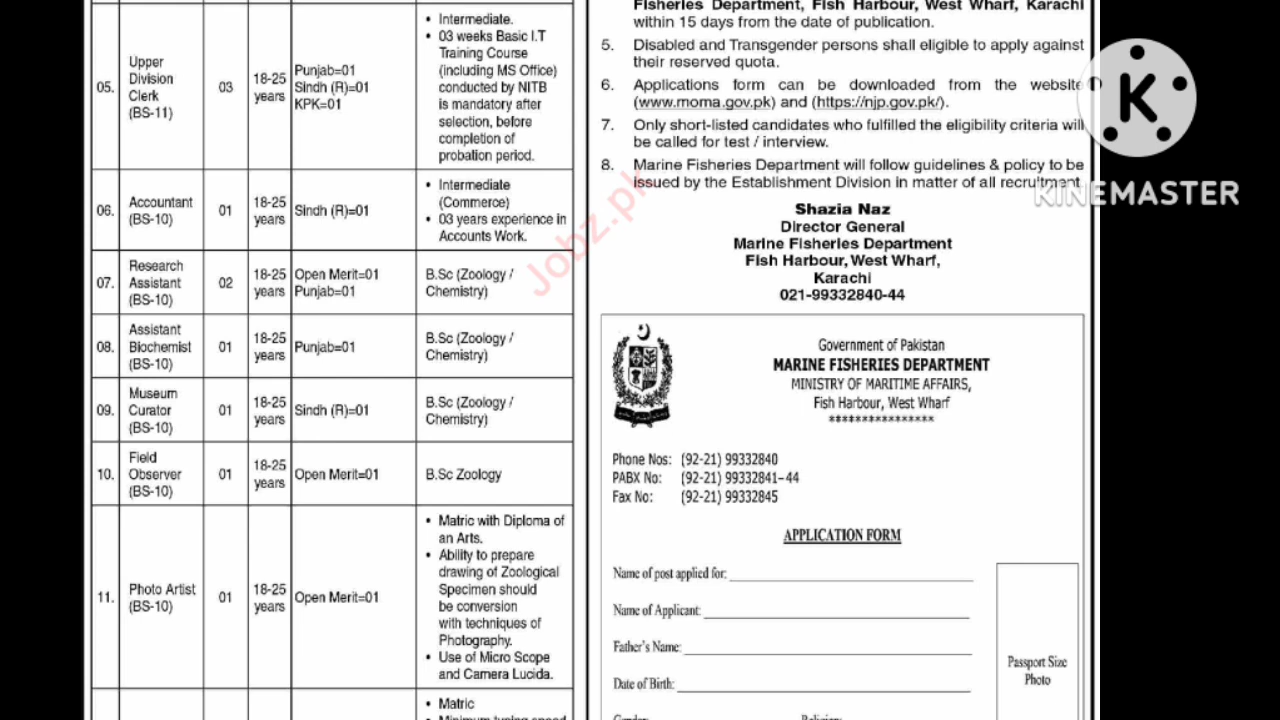 05.
Upper
Division
Clerk
(BS-11)
03
18-25
years
Punjab=01
Sindh (R)=01
KPK=01
• Intermediate.
• 03 weeks Basic I.T
Training Course
(including MS Office)
conducted by NITB
is mandatory after
selection, before
completion of
probation period.
06.
Accountant
(BS-10)
01
18-25
years
Sindh (R)=01
• Intermediate
(Commerce)
• 03 years experience in
Accounts Work.
07.
Research
Assistant
(BS-10)
02
18-25
years
Open Merit=01
Punjab=01
B.Sc (Zoology /
Chemistry)
08.
Assistant
Biochemist
(BS-10)
01
18-25
years
Punjab=01
B.Sc (Zoology /
Chemistry)
09.
Museum
Curator
(BS-10)
01
18-25
years
Sindh (R)=01
B.Sc (Zoology /
Chemistry)
10.
Field
Observer
(BS-10)
01
18-25
years
Open Merit=01
B.Sc Zoology
11.
Photo Artist
(BS-10)
01
18-25
years
Open Merit=01
• Matric with Diploma of
an Arts.
• Ability to prepare
drawing of Zoological
Specimen should
be conversion
with techniques of
Photography.
• Use of Micro Scope
and Camera Lucida.
• Matric
• Minimum typing speed
Fisheries Department, Fish Harbour, West Wharf, Karachi
within 15 days from the date of publication.
5. Disabled and Transgender persons shall eligible to apply against
their reserved quota.
6. Applications form can be downloaded from the website
(www.moma.gov.pk) and (https://njp.gov.pk/).
7. Only short-listed candidates who fulfilled the eligibility criteria will
be called for test / interview.
8. Marine Fisheries Department will follow guidelines & policy to be
issued by the Establishment Division in matter of all recruitment
Shazia Naz
Director General
Marine Fisheries Department
Fish Harbour, West Wharf,
Karachi
021-99332840-44
Government of Pakistan
MARINE FISHERIES DEPARTMENT
MINISTRY OF MARITIME AFFAIRS,
Fish Harbour, West Wharf
****************
Phone Nos: (92-21) 99332840
PABX No: (92-21) 99332841-44
Fax No: (92-21) 99332845
APPLICATION FORM
Name of post applied for:
Name of Applicant:
Father's Name:
Date of Birth:
Gender:
Religion:
Passport Size
Photo
Jobz.pk
K
KINEMASTER